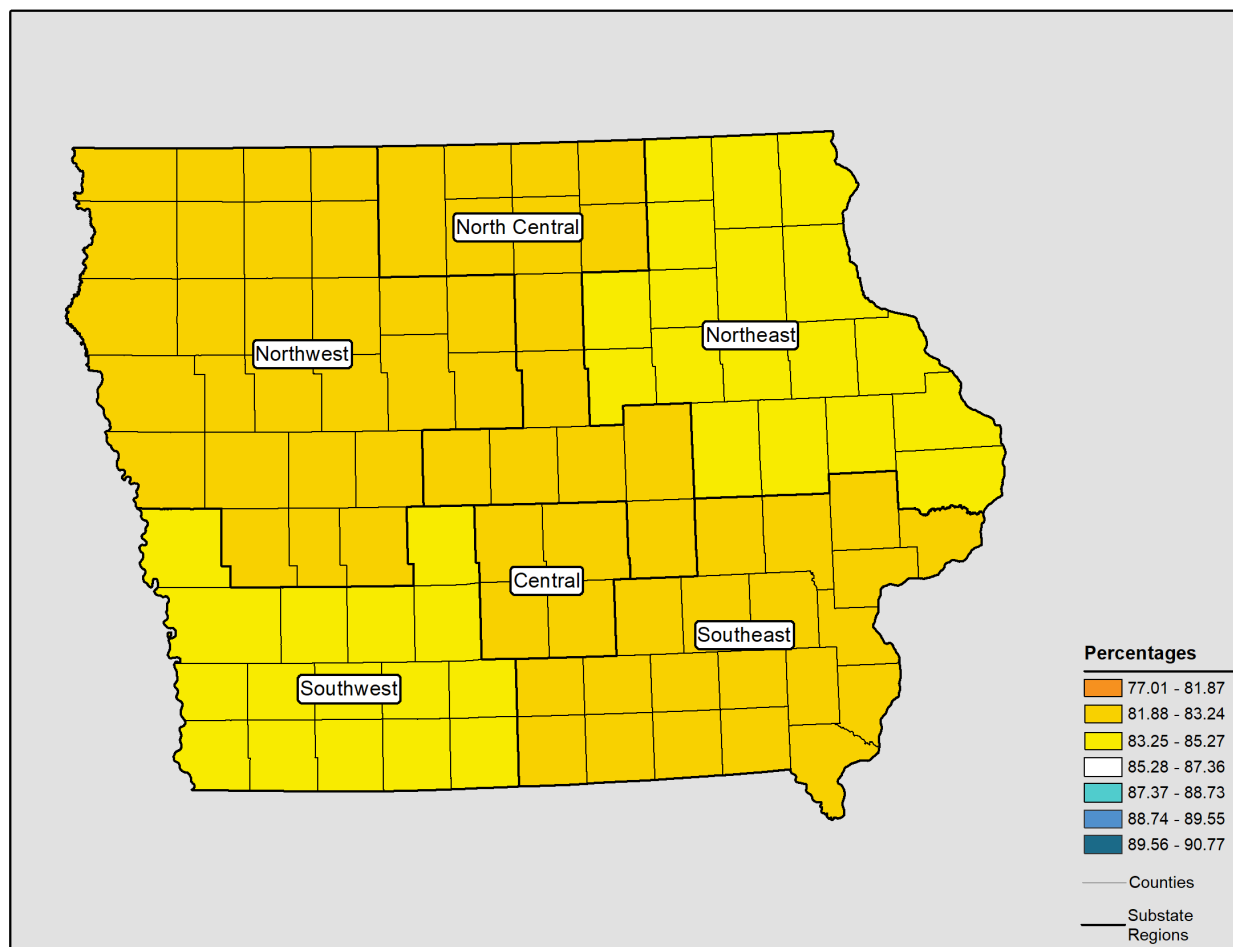 North Central
Northeast
Northwest
Central
Southeast
Southwest
Percentages
77.01 - 81.87
81.88 - 83.24
83.25 - 85.27
85.28 - 87.36
87.37 - 88.73
88.74 - 89.55
89.56 - 90.77
Counties
Substate
Regions